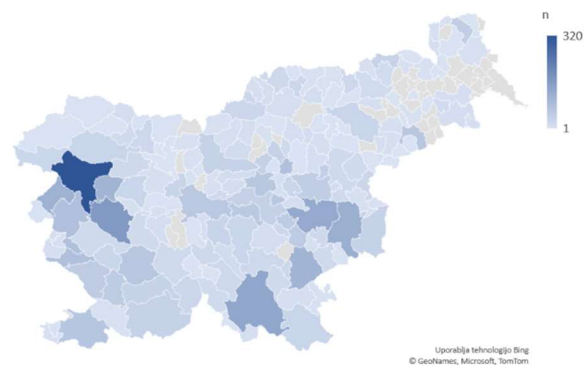 n
320
1
Uporablja tehnologijo Bing
© GeoNames, Microsoft, TomTom